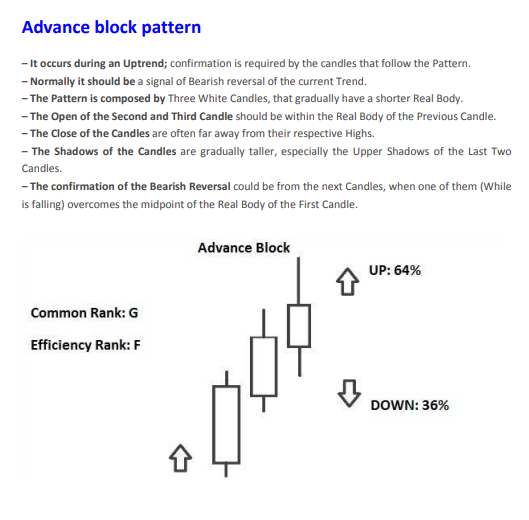 Advance block pattern
– It occurs during an Uptrend; confirmation is required by the candles that follow the Pattern.
– Normally it should be a signal of Bearish reversal of the current Trend.
– The Pattern is composed by Three White Candles, that gradually have a shorter Real Body.
– The Open of the Second and Third Candle should be within the Real Body of the Previous Candle.
– The Close of the Candles are often far away from their respective Highs.
– The Shadows of the Candles are gradually taller, especially the Upper Shadows of the Last Two
Candles.
– The confirmation of the Bearish Reversal could be from the next Candles, when one of them (While
is falling) overcomes the midpoint of the Real Body of the First Candle.
Advance Block
UP: 64%
Common Rank: G
Efficiency Rank: F
DOWN: 36%